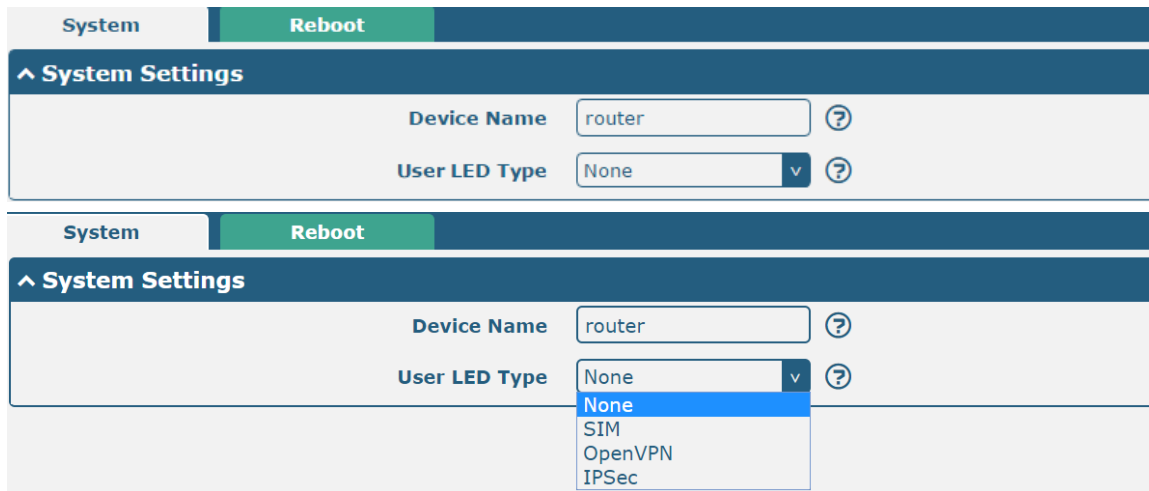 System Reboot
System Settings
Device Name router ?
User LED Type None v ?
System Reboot
System Settings
Device Name router ?
User LED Type None v ?
None
SIM
OpenVPN
IPSec